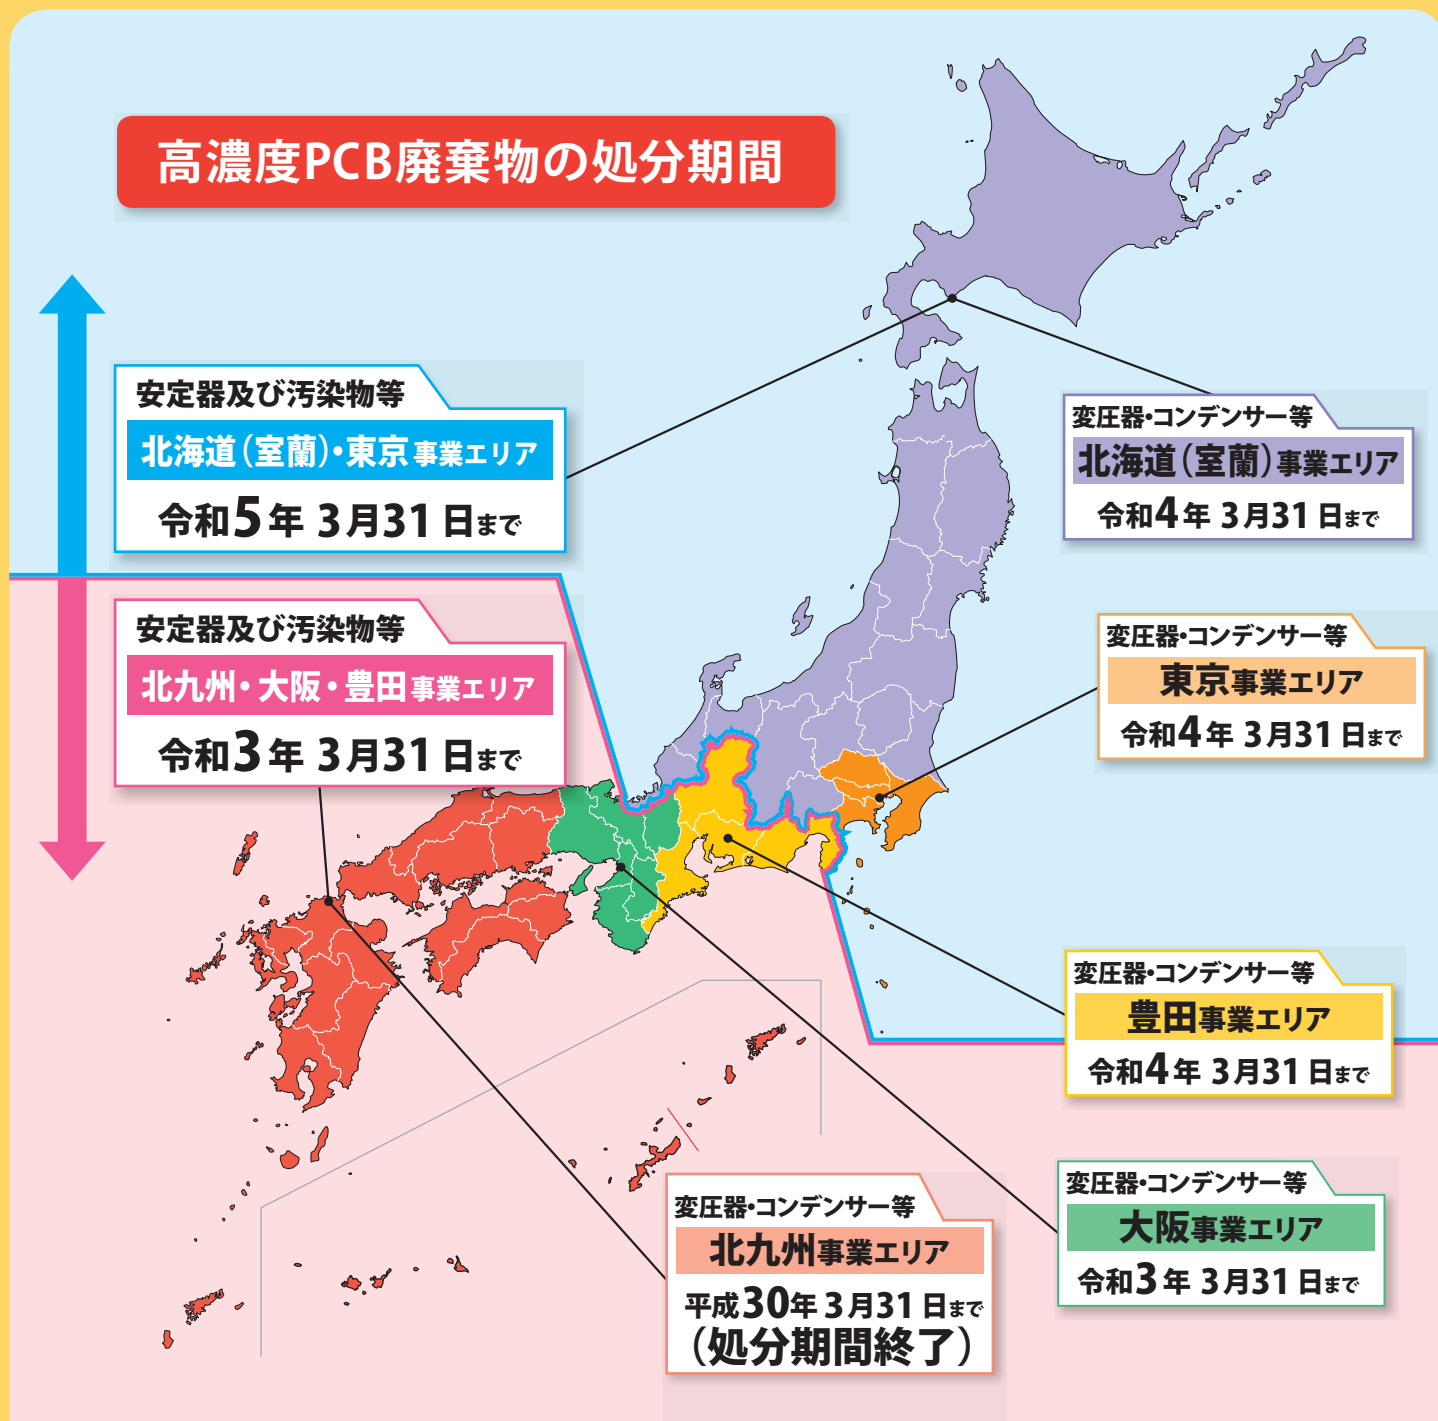 高濃度PCB廃棄物の処分期間
安定器及び汚染物等
北海道(室蘭)・東京事業エリア
令和5年 3月31日まで
安定器及び汚染物等
北九州・大阪・豊田事業エリア
令和3年 3月31日まで
変圧器・コンデンサー等
北海道(室蘭)事業エリア
令和4年 3月31日まで
変圧器・コンデンサー等
東京事業エリア
令和4年 3月31日まで
変圧器・コンデンサー等
豊田事業エリア
令和4年 3月31日まで
変圧器・コンデンサー等
大阪事業エリア
令和3年 3月31日まで
変圧器・コンデンサー等
北九州事業エリア
平成30年 3月31日まで
(処分期間終了)